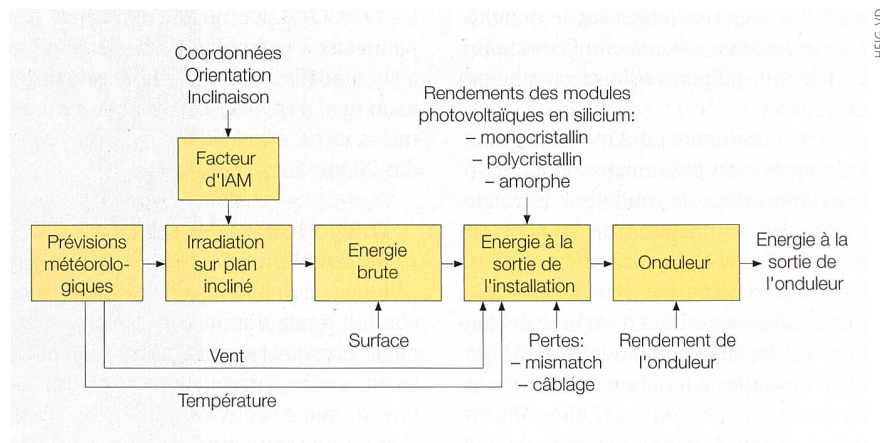 HEIG-VD
Coordonnées
Orientation
Inclinaison
Rendements des modules
photovoltaïques en silicium:
– monocristallin
– polycristallin
– amorphe
Facteur
d'IAM
Prévisions
météorolo-
giques
Irradiation
sur plan
incliné
Energie
brute
Energie à la
sortie de
l'installation
Onduleur
Energie à la
sortie de
l'onduleur
Surface
Pertes:
– mismatch
– câblage
Rendement de
l'onduleur
Vent
Température